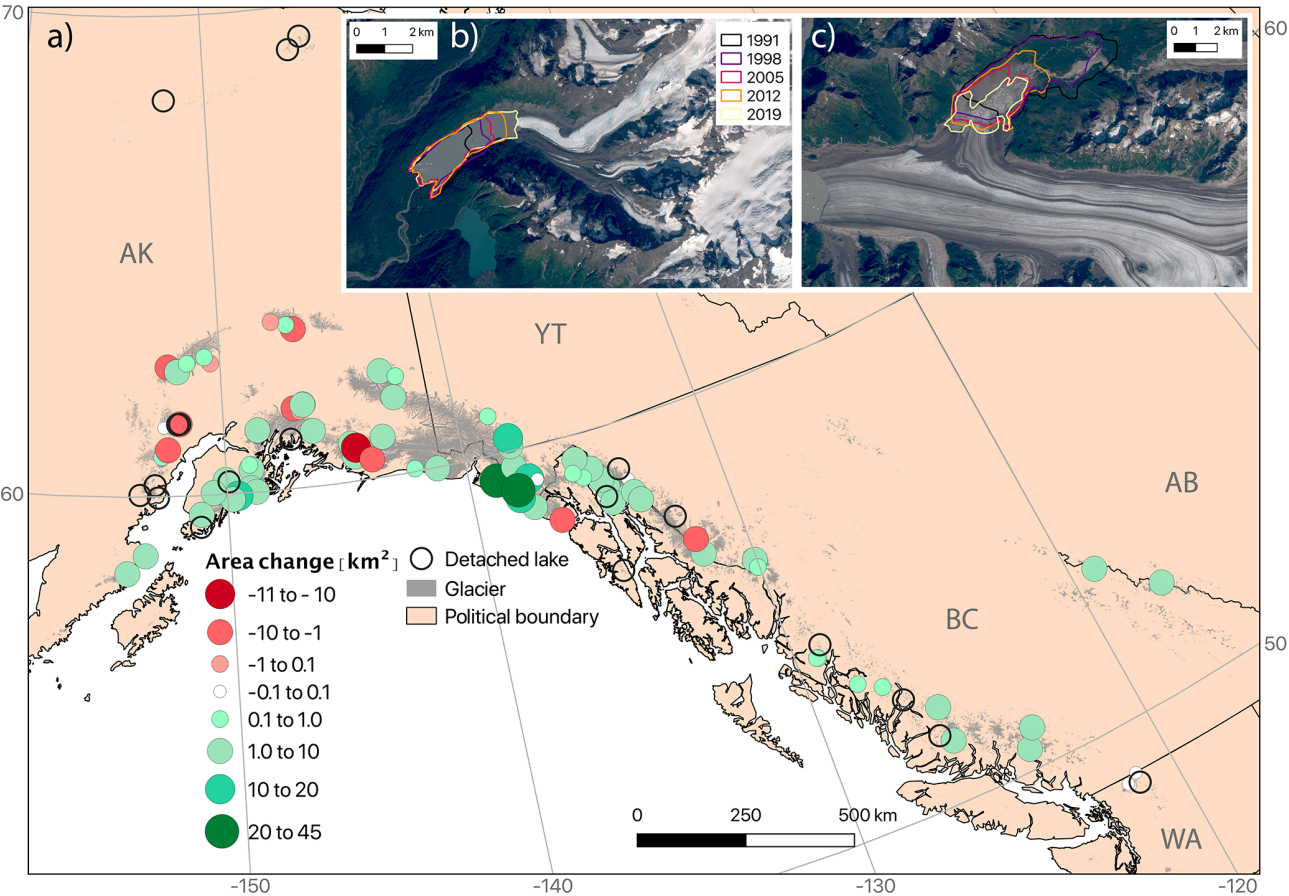 70
a)
0 1 2 km
b)
1991
1998
2005
2012
2019
c)
0 1 2 km
60
AK
YT
60
AB
Area change [km²]
Detached lake
-11 to - 10
Glacier
-10 to -1
Political boundary
BC
50
-1 to 0.1
-0.1 to 0.1
0.1 to 1.0
1.0 to 10
10 to 20
20 to 45
0 250 500 km
WA
-150
-140
-130
-120